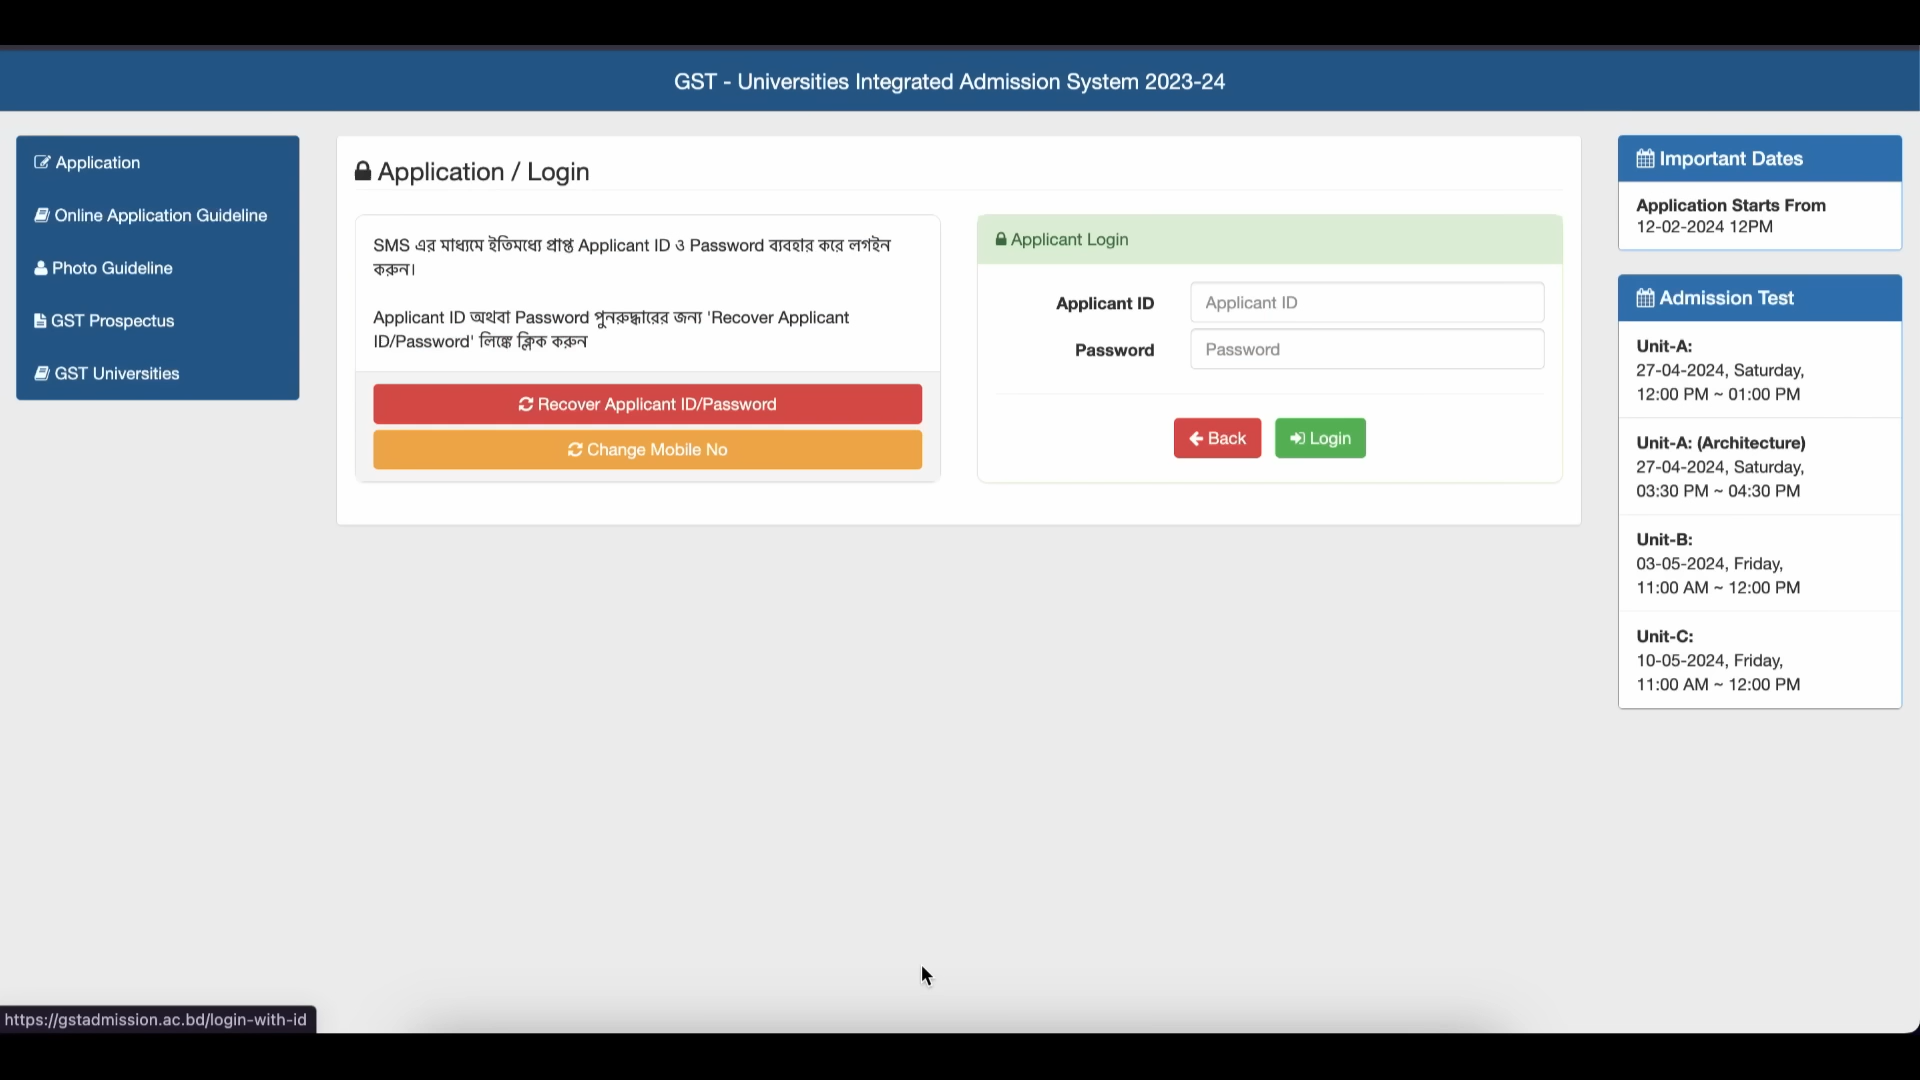 GST - Universities Integrated Admission System 2023-24
Application
Online Application Guideline
Photo Guideline
GST Prospectus
GST Universities
Application / Login
SMS এর মাধ্যমে ইতিমধ্যে প্রাপ্ত Applicant ID ও Password ব্যবহার করে লগইন
করুন।
Applicant ID অথবা Password পুনরুদ্ধারের জন্য 'Recover Applicant
ID/Password' লিঙ্কে ক্লিক করুন
Recover Applicant ID/Password
Change Mobile No
Applicant Login
Applicant ID Applicant ID
Password Password
Back Login
Important Dates
Application Starts From
12-02-2024 12PM
Admission Test
Unit-A:
27-04-2024, Saturday,
12:00 PM ~ 01:00 PM
Unit-A: (Architecture)
27-04-2024, Saturday,
03:30 PM ~ 04:30 PM
Unit-B:
03-05-2024, Friday,
11:00 AM ~ 12:00 PM
Unit-C:
10-05-2024, Friday,
11:00 AM ~ 12:00 PM
https://gstadmission.ac.bd/login-with-id